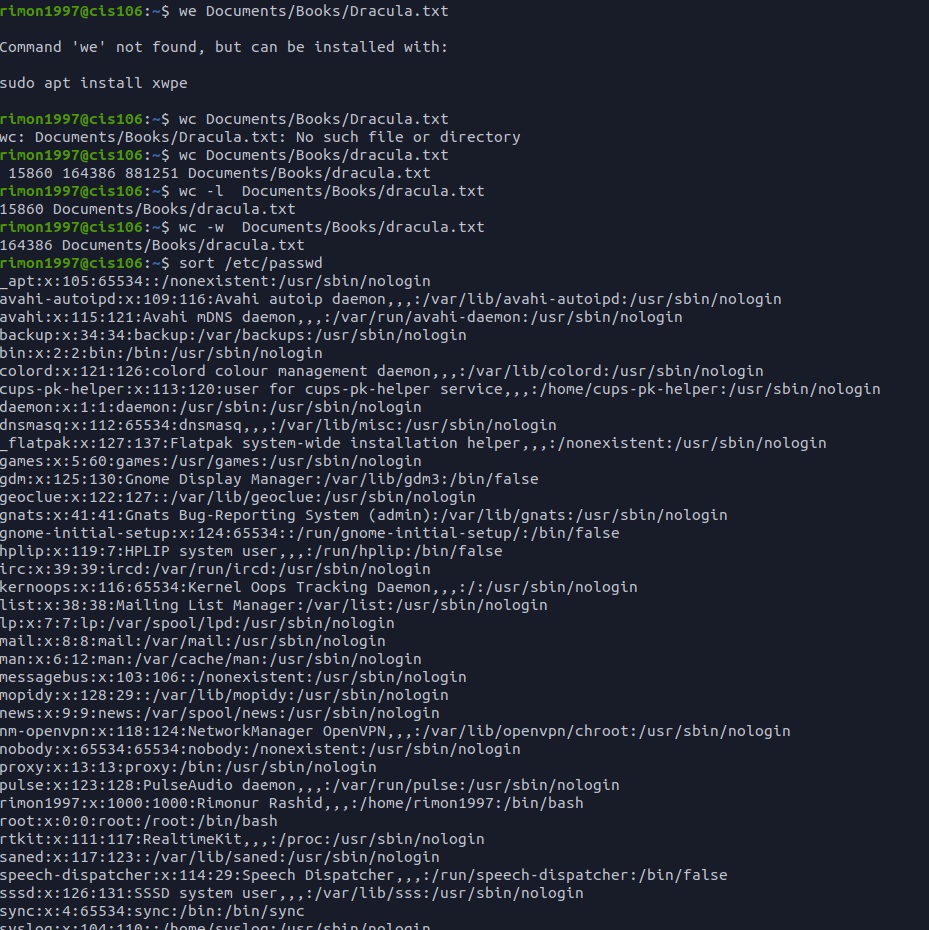 rimon1997@cis106:~$ we Documents/Books/Dracula.txt
Command 'we' not found, but can be installed with:
sudo apt install xwpe
rimon1997@cis106:~$ wc Documents/Books/Dracula.txt
wc: Documents/Books/Dracula.txt: No such file or directory
rimon1997@cis106:~$ wc Documents/Books/dracula.txt
 15860 164386 881251 Documents/Books/dracula.txt
rimon1997@cis106:~$ wc -l  Documents/Books/dracula.txt
15860 Documents/Books/dracula.txt
rimon1997@cis106:~$ wc -w  Documents/Books/dracula.txt
164386 Documents/Books/dracula.txt
rimon1997@cis106:~$ sort /etc/passwd
_apt:x:105:65534::/nonexistent:/usr/sbin/nologin
avahi-autoipd:x:109:116:Avahi autoip daemon,,,:/var/lib/avahi-autoipd:/usr/sbin/nologin
avahi:x:115:121:Avahi mDNS daemon,,,:/var/run/avahi-daemon:/usr/sbin/nologin
backup:x:34:34:backup:/var/backups:/usr/sbin/nologin
bin:x:2:2:bin:/bin:/usr/sbin/nologin
colord:x:121:126:colord colour management daemon,,,:/var/lib/colord:/usr/sbin/nologin
cups-pk-helper:x:113:120:user for cups-pk-helper service,,,:/home/cups-pk-helper:/usr/sbin/nologin
daemon:x:1:1:daemon:/usr/sbin:/usr/sbin/nologin
dnsmasq:x:112:65534:dnsmasq,,,:/var/lib/misc:/usr/sbin/nologin
_flatpak:x:127:137:Flatpak system-wide installation helper,,,:/nonexistent:/usr/sbin/nologin
games:x:5:60:games:/usr/games:/usr/sbin/nologin
gdm:x:125:130:Gnome Display Manager:/var/lib/gdm3:/bin/false
geoclue:x:122:127::/var/lib/geoclue:/usr/sbin/nologin
gnats:x:41:41:Gnats Bug-Reporting System (admin):/var/lib/gnats:/usr/sbin/nologin
gnome-initial-setup:x:124:65534::/run/gnome-initial-setup/:/bin/false
hplip:x:119:7:HPLIP system user,,,:/run/hplip:/bin/false
irc:x:39:39:ircd:/var/run/ircd:/usr/sbin/nologin
kernoops:x:116:65534:Kernel Oops Tracking Daemon,,,:/:/usr/sbin/nologin
list:x:38:38:Mailing List Manager:/var/list:/usr/sbin/nologin
lp:x:7:7:lp:/var/spool/lpd:/usr/sbin/nologin
mail:x:8:8:mail:/var/mail:/usr/sbin/nologin
man:x:6:12:man:/var/cache/man:/usr/sbin/nologin
messagebus:x:103:106::/nonexistent:/usr/sbin/nologin
mopidy:x:128:29::/var/lib/mopidy:/usr/sbin/nologin
news:x:9:9:news:/var/spool/news:/usr/sbin/nologin
nm-openvpn:x:118:124:NetworkManager OpenVPN,,,:/var/lib/openvpn/chroot:/usr/sbin/nologin
nobody:x:65534:65534:nobody:/nonexistent:/usr/sbin/nologin
proxy:x:13:13:proxy:/bin:/usr/sbin/nologin
pulse:x:123:128:PulseAudio daemon,,,:/var/run/pulse:/usr/sbin/nologin
rimon1997:x:1000:1000:Rimonur Rashid,,,:/home/rimon1997:/bin/bash
root:x:0:0:root:/root:/bin/bash
rtkit:x:111:117:RealtimeKit,,,:/proc:/usr/sbin/nologin
saned:x:117:123::/var/lib/saned:/usr/sbin/nologin
speech-dispatcher:x:114:29:Speech Dispatcher,,,:/run/speech-dispatcher:/bin/false
sssd:x:126:131:SSSD system user,,,:/var/lib/sss:/usr/sbin/nologin
sync:x:4:65534:sync:/bin:/bin/sync
syslog:x:104:110::/home/syslog:/usr/sbin/nologin